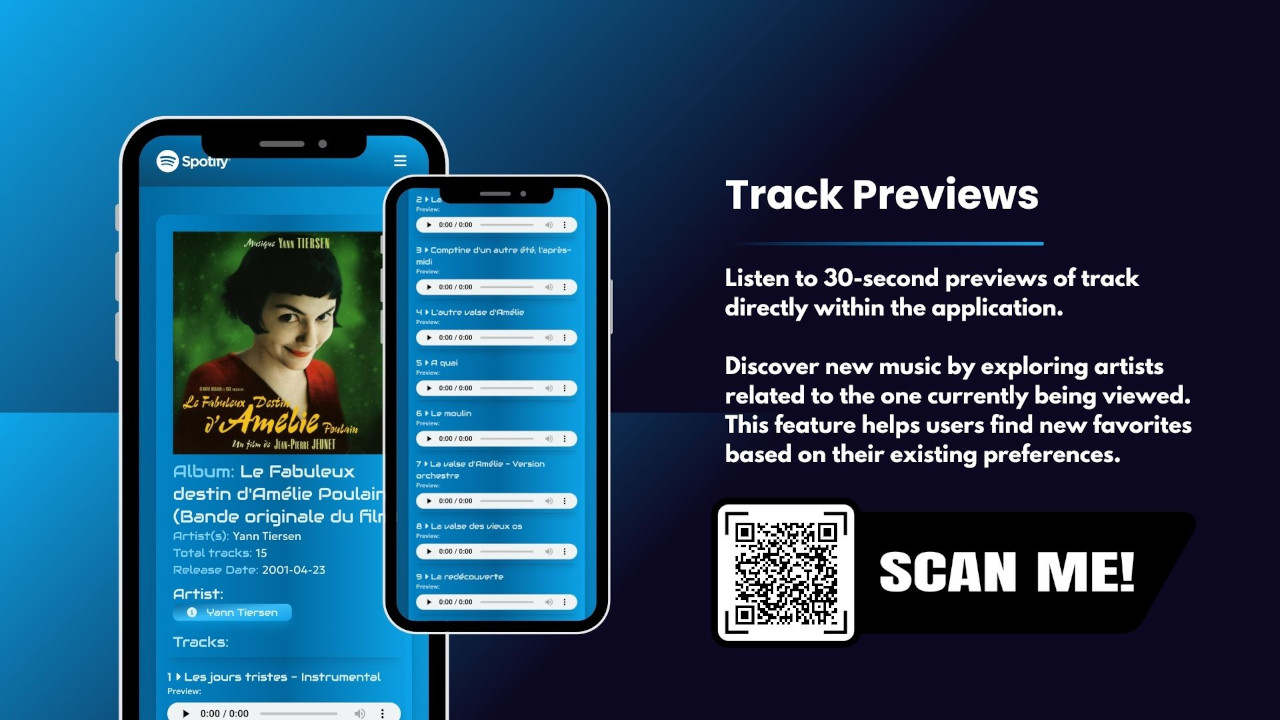 Spotify
Musique YANN TIERSEN
Le Fabuleux Destin
d'Amélie Poulain
Un film de JEAN-PIERRE JEUNET
Album: Le Fabuleux
destin d'Amélie Poulain
(Bande originale du film
Artist(s): Yann Tiersen
Total tracks: 15
Release Date: 2001-04-23
Artist:
Yann Tiersen
Tracks:
1 Les jours tristes - Instrumental
Preview:
0:00 / 0:00
2 La
Preview:
0:00 / 0:00
3 Comptine d'un autre été, l'après-
midi
Preview:
0:00 / 0:00
4 L'autre valse d'Amélie
Preview:
0:00 / 0:00
5 A quai
Preview:
0:00 / 0:00
6 Le moulin
Preview:
0:00 / 0:00
7 La valse d'Amélie - Version
orchestre
Preview:
0:00 / 0:00
8 La valse des vieux os
Preview:
0:00 / 0:00
9 La redécouverte
Preview:
0:00 / 0:00
Track Previews
Listen to 30-second previews of track
directly within the application.
Discover new music by exploring artists
related to the one currently being viewed.
This feature helps users find new favorites
based on their existing preferences.
SCAN ME!